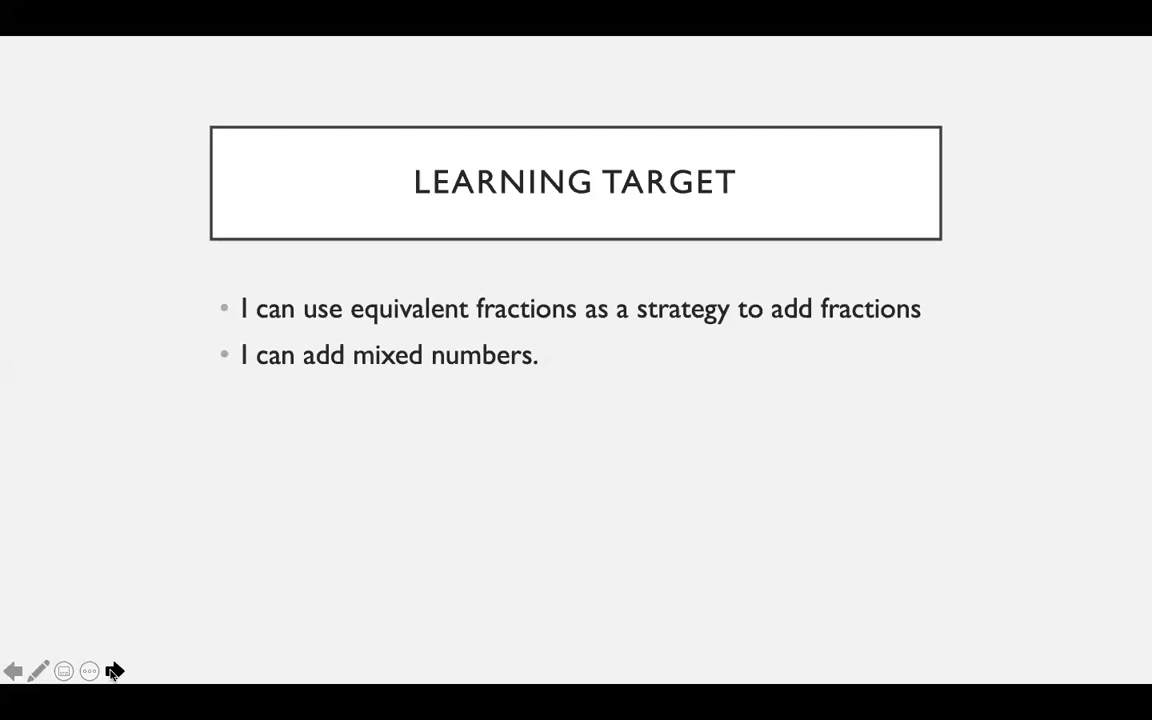 LEARNING TARGET
• I can use equivalent fractions as a strategy to add fractions
• I can add mixed numbers.